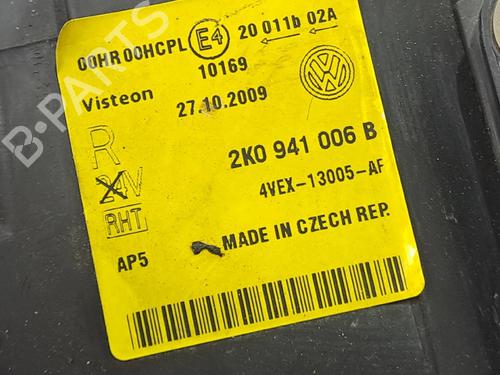 00HR 00HCPL E4 20 011b 02A
10169
Visteon 27.10.2009
R
24V
RHT
2K0 941 006 B
4VEX-13005-AF
AP5
MADE IN CZECH REP.
B-PARTS